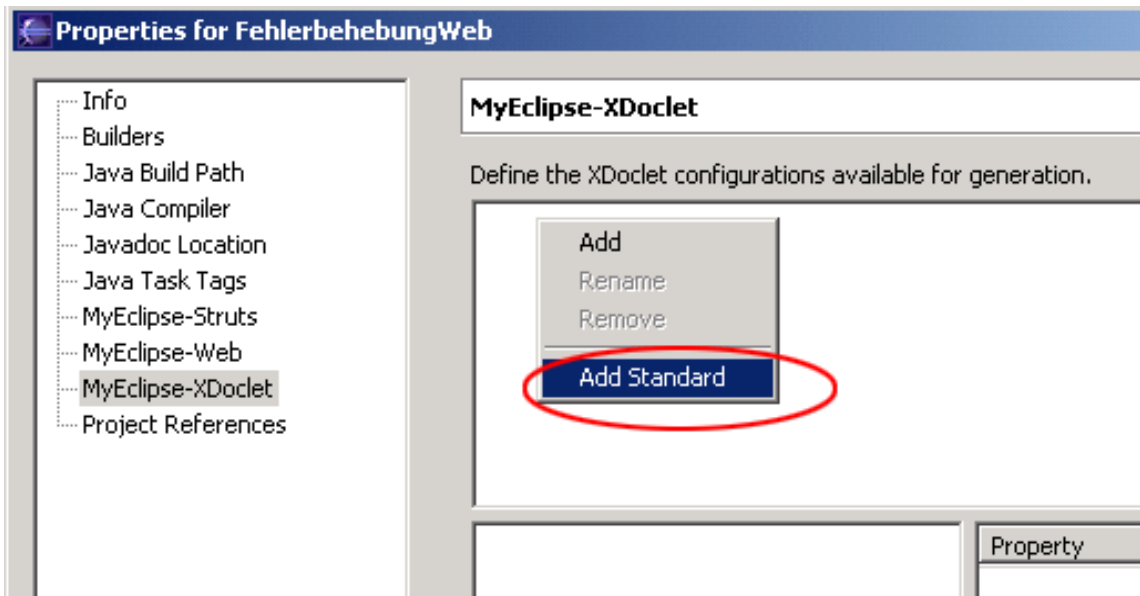 Properties for FehlerbehebungWeb
Info
Builders
Java Build Path
Java Compiler
Javadoc Location
Java Task Tags
MyEclipse-Struts
MyEclipse-Web
MyEclipse-XDoclet
Project References
MyEclipse-XDoclet
Define the XDoclet configurations available for generation.
Add
Rename
Remove
Add Standard
Property